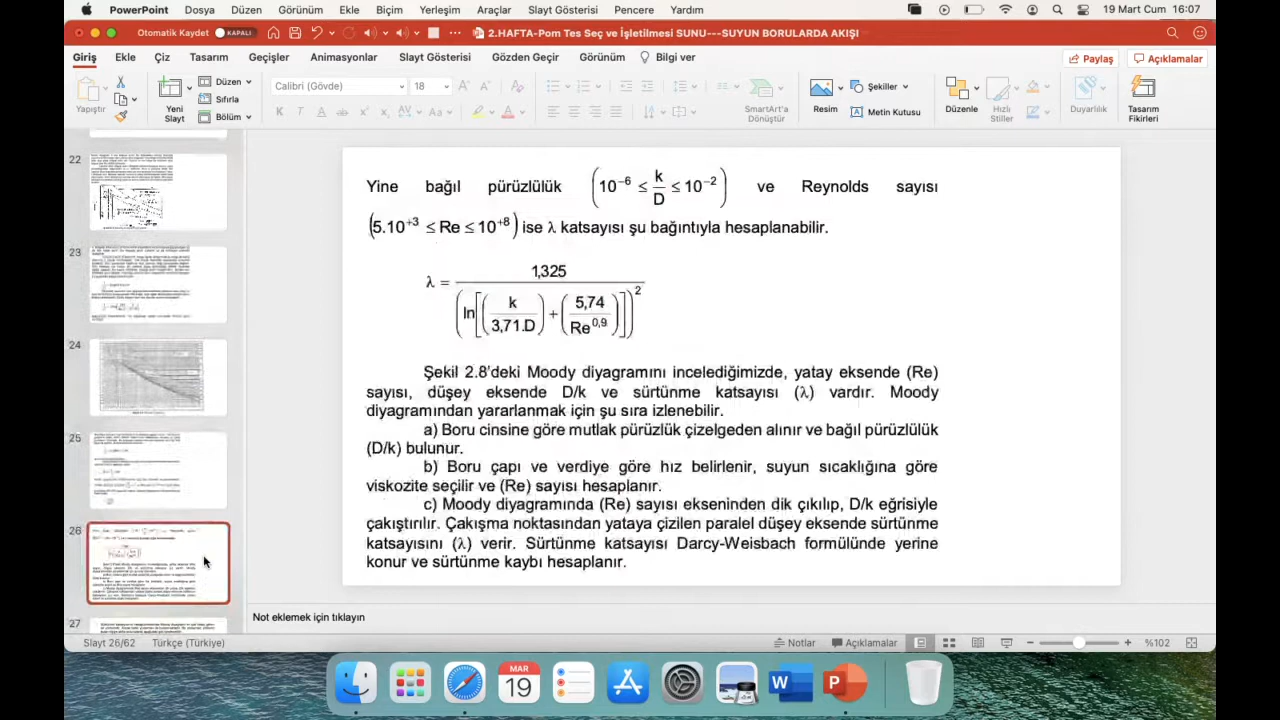 PowerPoint Dosya Düzen Görünüm Ekle Biçim Yerleşim Araçlar Slayt Gösterisi Pencere Yardım 19 Mart Cum 16:07
Otomatik Kaydet KAPALI 2.HAFTA-Pom Tes Seç ve İşletilmesi SUNU---SUYUN BORULARDA AKIŞI
Giriş Ekle Çiz Tasarım Geçişler Animasyonlar Slayt Gösterisi Gözden Geçir Görünüm Bilgi ver Paylaş Açıklamalar
Yapıştır Yeni Slayt Düzen Sıfırla Bölüm Calibri (Gövde) 18 SmartArt'a Dönüştür Resim Şekiller Metin Kutusu Düzenle Hızlı Stiller Duyarlılık Tasarım Fikirleri
22
23
24
25
26
27
Yine bağıl pürüzlülük (10⁻⁶ ≤ k/D ≤ 10⁻²) ve Reynolds sayısı
(5.10⁺³ ≤ Re ≤ 10⁺⁸) ise λ katsayısı şu bağıntıyla hesaplanabilir.
λ = 1,325 / (ln[(k / 3,71.D) + (5,74 / Re^0,9)])²
Şekil 2.8'deki Moody diyagramını incelediğimizde, yatay eksende (Re)
sayısı, düşey eksende D/k ve sürtünme katsayısı (λ) vardır. Moody
diyagramından yararlanmak için şu sıra izlenebilir.
a) Boru cinsine göre mutlak pürüzlük çizelgeden alınır ve bağıl pürüzlülük
(D/k) bulunur.
b) Boru çapı ve verdiye göre hız belirlenir, suyun sıcaklığına göre
viskozite seçilir ve (Re) sayısı hesaplanır.
c) Moody diyagramında (Re) sayısı ekseninden dik çıkılıp, D/k eğrisiyle
çakıştırılır. Çakışma noktasından apsaya çizilen paralel düşey eksende sürtünme
katsayısını (λ) verir. Sürtünme katsayısı Darcy-Weisbach formülünde yerine
konur ve sürtünme kaybı hesaplanır.
Not eklemek için tıklayın
Slayt 26/62 Türkçe (Türkiye) Notlar Açıklamalar %102
MAR
19